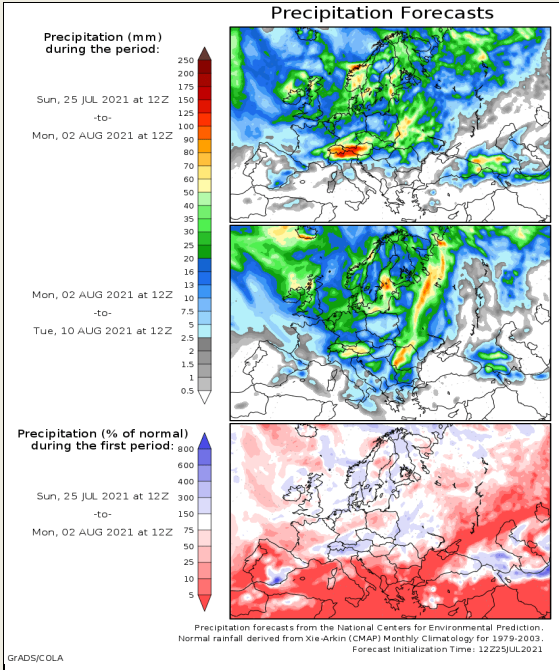 Precipitation Forecasts
Precipitation (mm)
during the period:
250
200
175
150
125
100
90
80
70
60
50
40
35
30
25
20
16
13
10
7.5
5
2.5
2
1.5
1
0.5
Sun, 25 JUL 2021 at 12Z
-to-
Mon, 02 AUG 2021 at 12Z
Mon, 02 AUG 2021 at 12Z
-to-
Tue, 10 AUG 2021 at 12Z
Precipitation (% of normal)
during the first period:
800
600
400
300
150
75
50
25
10
5
Sun, 25 JUL 2021 at 12Z
-to-
Mon, 02 AUG 2021 at 12Z
Precipitation forecasts from the National Centers for Environmental Prediction.
Normal rainfall derived from Xie-Arkin (CMAP) Monthly Climatology for 1979-2003.
Forecast Initialization Time: 12Z25JUL2021
GrADS/COLA